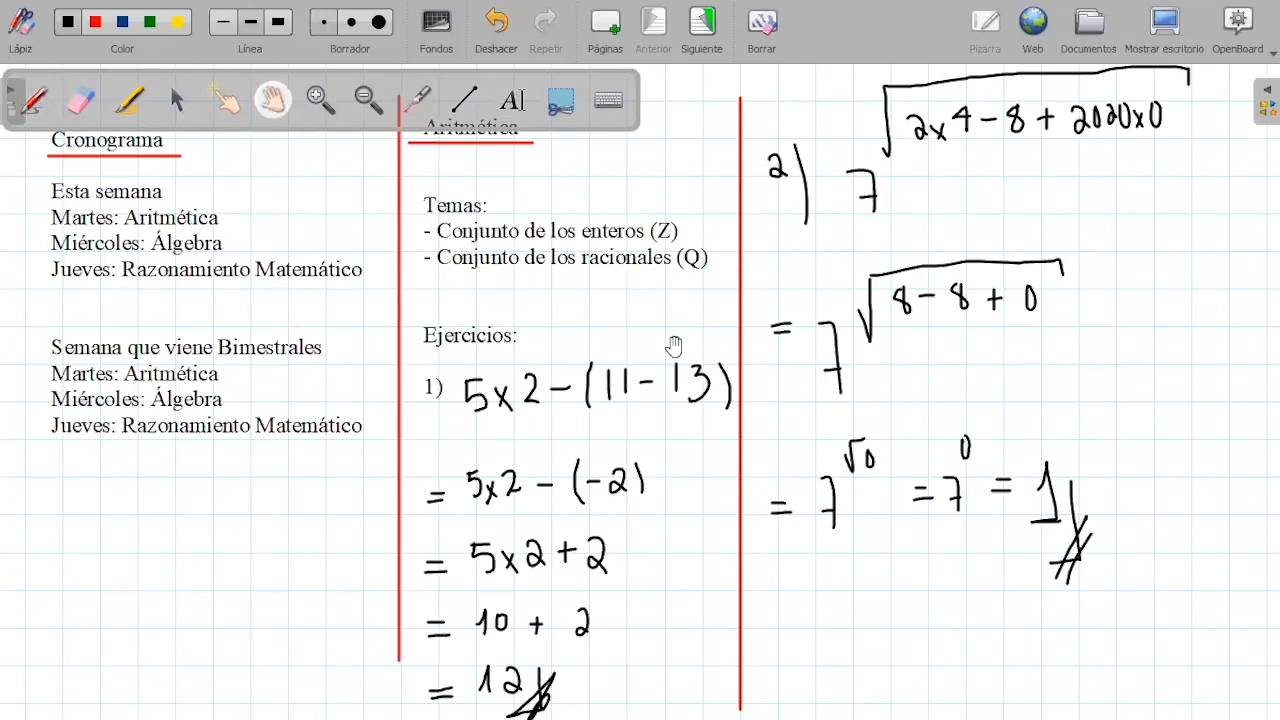 Lápiz
Color
Línea
Borrador
Fondos
Deshacer
Repetir
Páginas
Anterior
Siguiente
Borrar
Pizarra
Web
Documentos
Mostrar escritorio
OpenBoard
Cronograma
Esta semana
Martes: Aritmética
Miércoles: Álgebra
Jueves: Razonamiento Matemático
Semana que viene Bimestrales
Martes: Aritmética
Miércoles: Álgebra
Jueves: Razonamiento Matemático
Aritmética
Temas:
- Conjunto de los enteros (Z)
- Conjunto de los racionales (Q)
Ejercicios:
1) 5x2-(11-13)
= 5x2-(-2)
= 5x2+2
= 10 + 2
= 12
2) 7^√(2x4-8+2020x0)
= 7^√(8-8+0)
= 7^√0 = 7^0 = 1